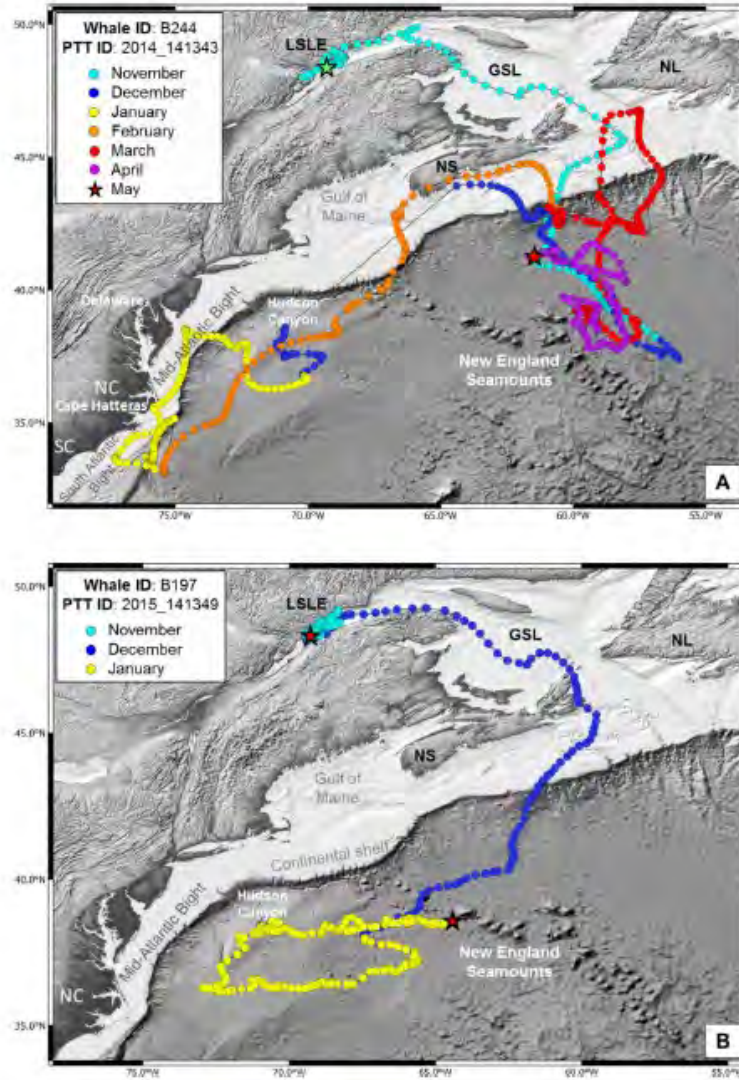 50.0°N
Whale ID: B244
PTT ID: 2014_141343
November
December
January
February
March
April
May
LSLE
GSL
NL
45.0°N
NS
Gulf of
Maine
40.0°N
Delaware
Mid-Atlantic Bight
Hudson
Canyon
New England
Seamounts
NC
Cape Hatteras
35.0°N
SC
South Atlantic
Bight
A
75.0°W
70.0°W
65.0°W
60.0°W
55.0°W
50.0°N
Whale ID: B197
PTT ID: 2015_141349
November
December
January
LSLE
GSL
NL
45.0°N
NS
Gulf of
Maine
Continental shelf
40.0°N
Mid-Atlantic Bight
Hudson
Canyon
New England
Seamounts
NC
35.0°N
B
75.0°W
70.0°W
65.0°W
60.0°W
55.0°W